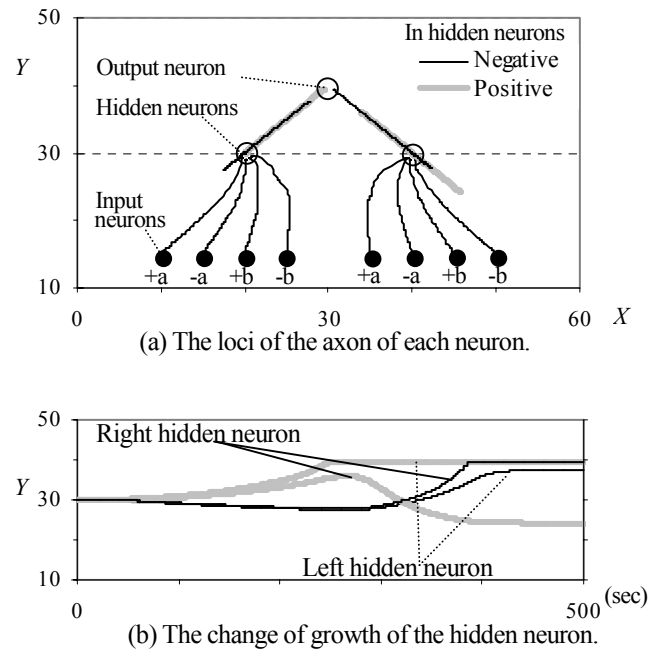 50
Y
30
10
0
30
60
X
In hidden neurons
Negative
Positive
Output neuron
Hidden neurons
Input
neurons
+a
-a
+b
-b
+a
-a
+b
-b
(a) The loci of the axon of each neuron.
50
Y
30
10
0
500
(sec)
Right hidden neuron
Left hidden neuron
(b) The change of growth of the hidden neuron.